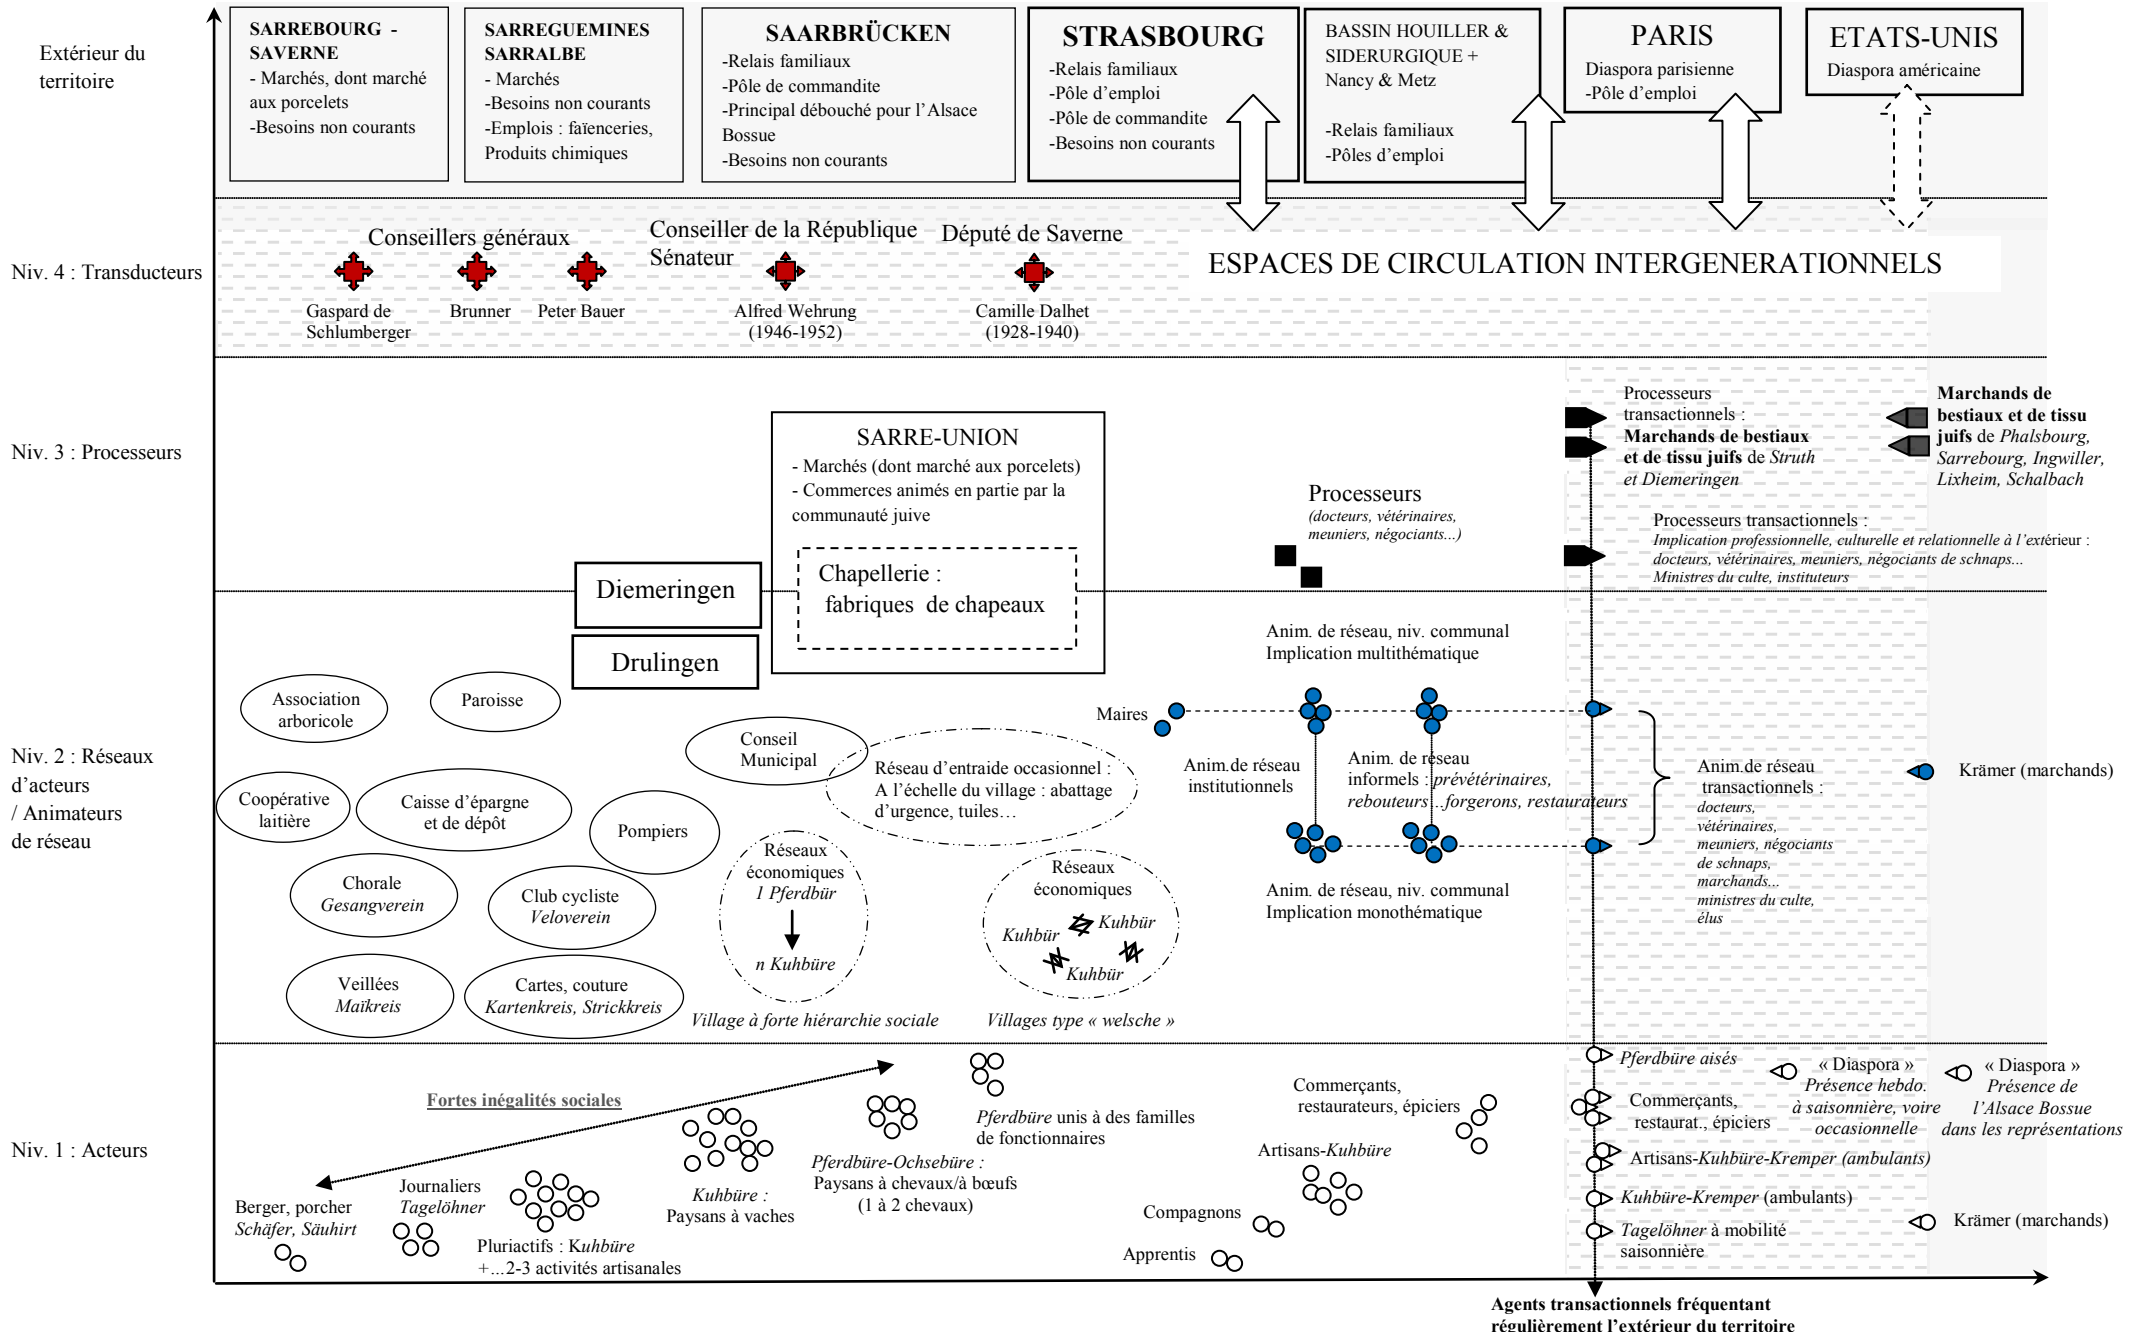 Extérieur du
territoire
SARREBOURG -
SAVERNE
- Marchés, dont marché
aux porcelets
-Besoins non courants
SARREGUEMINES
SARRALBE
- Marchés
-Besoins non courants
-Emplois : faïenceries,
Produits chimiques
SAARBRÜCKEN
-Relais familiaux
-Pôle de commandite
-Principal débouché pour l’Alsace
Bossue
-Besoins non courants
STRASBOURG
-Relais familiaux
-Pôle d’emploi
-Pôle de commandite
-Besoins non courants
BASSIN HOUILLER &
SIDERURGIQUE +
Nancy & Metz
-Relais familiaux
-Pôles d’emploi
PARIS
Diaspora parisienne
-Pôle d’emploi
ETATS-UNIS
Diaspora américaine
Niv. 4 : Transducteurs
Conseillers généraux
Conseiller de la République
Sénateur
Député de Saverne
ESPACES DE CIRCULATION INTERGENERATIONNELS
Gaspard de
Schlumberger
Brunner
Peter Bauer
Alfred Wehrung
(1946-1952)
Camille Dalhet
(1928-1940)
Niv. 3 : Processeurs
SARRE-UNION
- Marchés (dont marché aux porcelets)
- Commerces animés en partie par la
communauté juive
Chapellerie :
fabriques de chapeaux
Diemeringen
Drulingen
Processeurs
(docteurs, vétérinaires,
meuniers, négociants...)
Processeurs
transactionnels :
Marchands de bestiaux
et de tissu juifs de Struth
et Diemeringen
Marchands de
bestiaux et de tissu
juifs de Phalsbourg,
Sarrebourg, Ingwiller,
Lixheim, Schalbach
Processeurs transactionnels :
Implication professionnelle, culturelle et relationnelle à l’extérieur :
docteurs, vétérinaires, meuniers, négociants de schnaps...
Ministres du culte, instituteurs
Niv. 2 : Réseaux
d’acteurs
/ Animateurs
de réseau
Association
arboricole
Paroisse
Conseil
Municipal
Coopérative
laitière
Caisse d’épargne
et de dépôt
Pompiers
Réseau d’entraide occasionnel :
A l’échelle du village : abattage
d’urgence, tuiles…
Chorale
Gesangverein
Club cycliste
Veloverein
Réseaux
économiques
1 Pferdbür
n Kuhbüre
Réseaux
économiques
Kuhbür
Kuhbür
Kuhbür
Veillées
Maïkreis
Cartes, couture
Kartenkreis, Strickkreis
Village à forte hiérarchie sociale
Villages type « welsche »
Anim. de réseau, niv. communal
Implication multithématique
Maires
Anim.de réseau
institutionnels
Anim. de réseau
informels : prévétérinaires,
rebouteux...forgerons, restaurateurs
Anim. de réseau, niv. communal
Implication monothématique
Anim.de réseau
transactionnels :
docteurs,
vétérinaires,
meuniers, négociants
de schnaps,
marchands...
ministres du culte,
élus
Krämer (marchands)
Niv. 1 : Acteurs
Fortes inégalités sociales
Berger, porcher
Schäfer, Säuhirt
Journaliers
Tagelöhner
Pluriactifs : Kuhbüre
+...2-3 activités artisanales
Kuhbüre :
Paysans à vaches
Pferdbüre-Ochsebüre :
Paysans à chevaux/à bœufs
(1 à 2 chevaux)
Pferdbüre unis à des familles
de fonctionnaires
Commerçants,
restaurateurs, épiciers
Artisans-Kuhbüre
Compagnons
Apprentis
Pferdbüre aisés
Commerçants,
restaurat., épiciers
Artisans-Kuhbüre-Kremper (ambulants)
Kuhbüre-Kremper (ambulants)
Tagelöhner à mobilité
saisonnière
« Diaspora »
Présence hebdo.
à saisonnière, voire
occasionnelle
« Diaspora »
Présence de
l’Alsace Bossue
dans les représentations
Krämer (marchands)
Agents transactionnels fréquentant
régulièrement l’extérieur du territoire